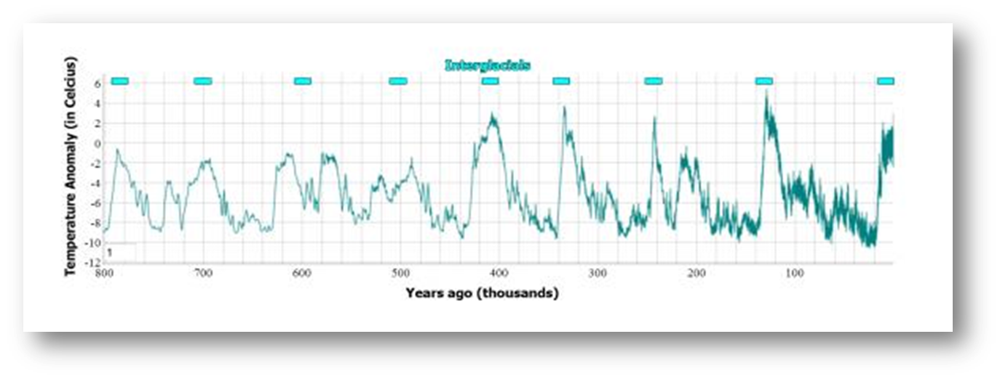 Interglacials
Temperature Anomaly (in Celcius)
6
4
2
0
-2
-4
-6
-8
-10
-12
1
800 700 600 500 400 300 200 100
Years ago (thousands)